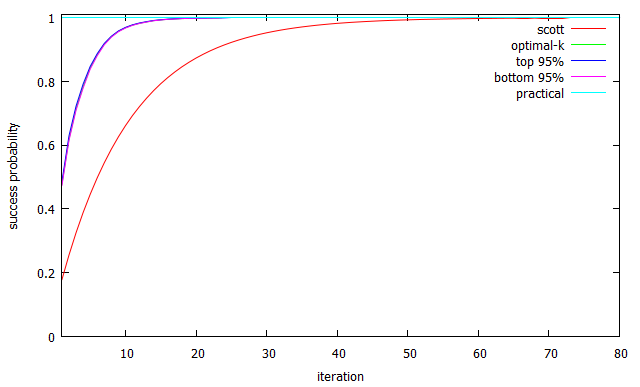 1
0.8
0.6
0.4
0.2
0
success probability
scott
optimal-k
top 95%
bottom 95%
practical
10 20 30 40 50 60 70 80
iteration